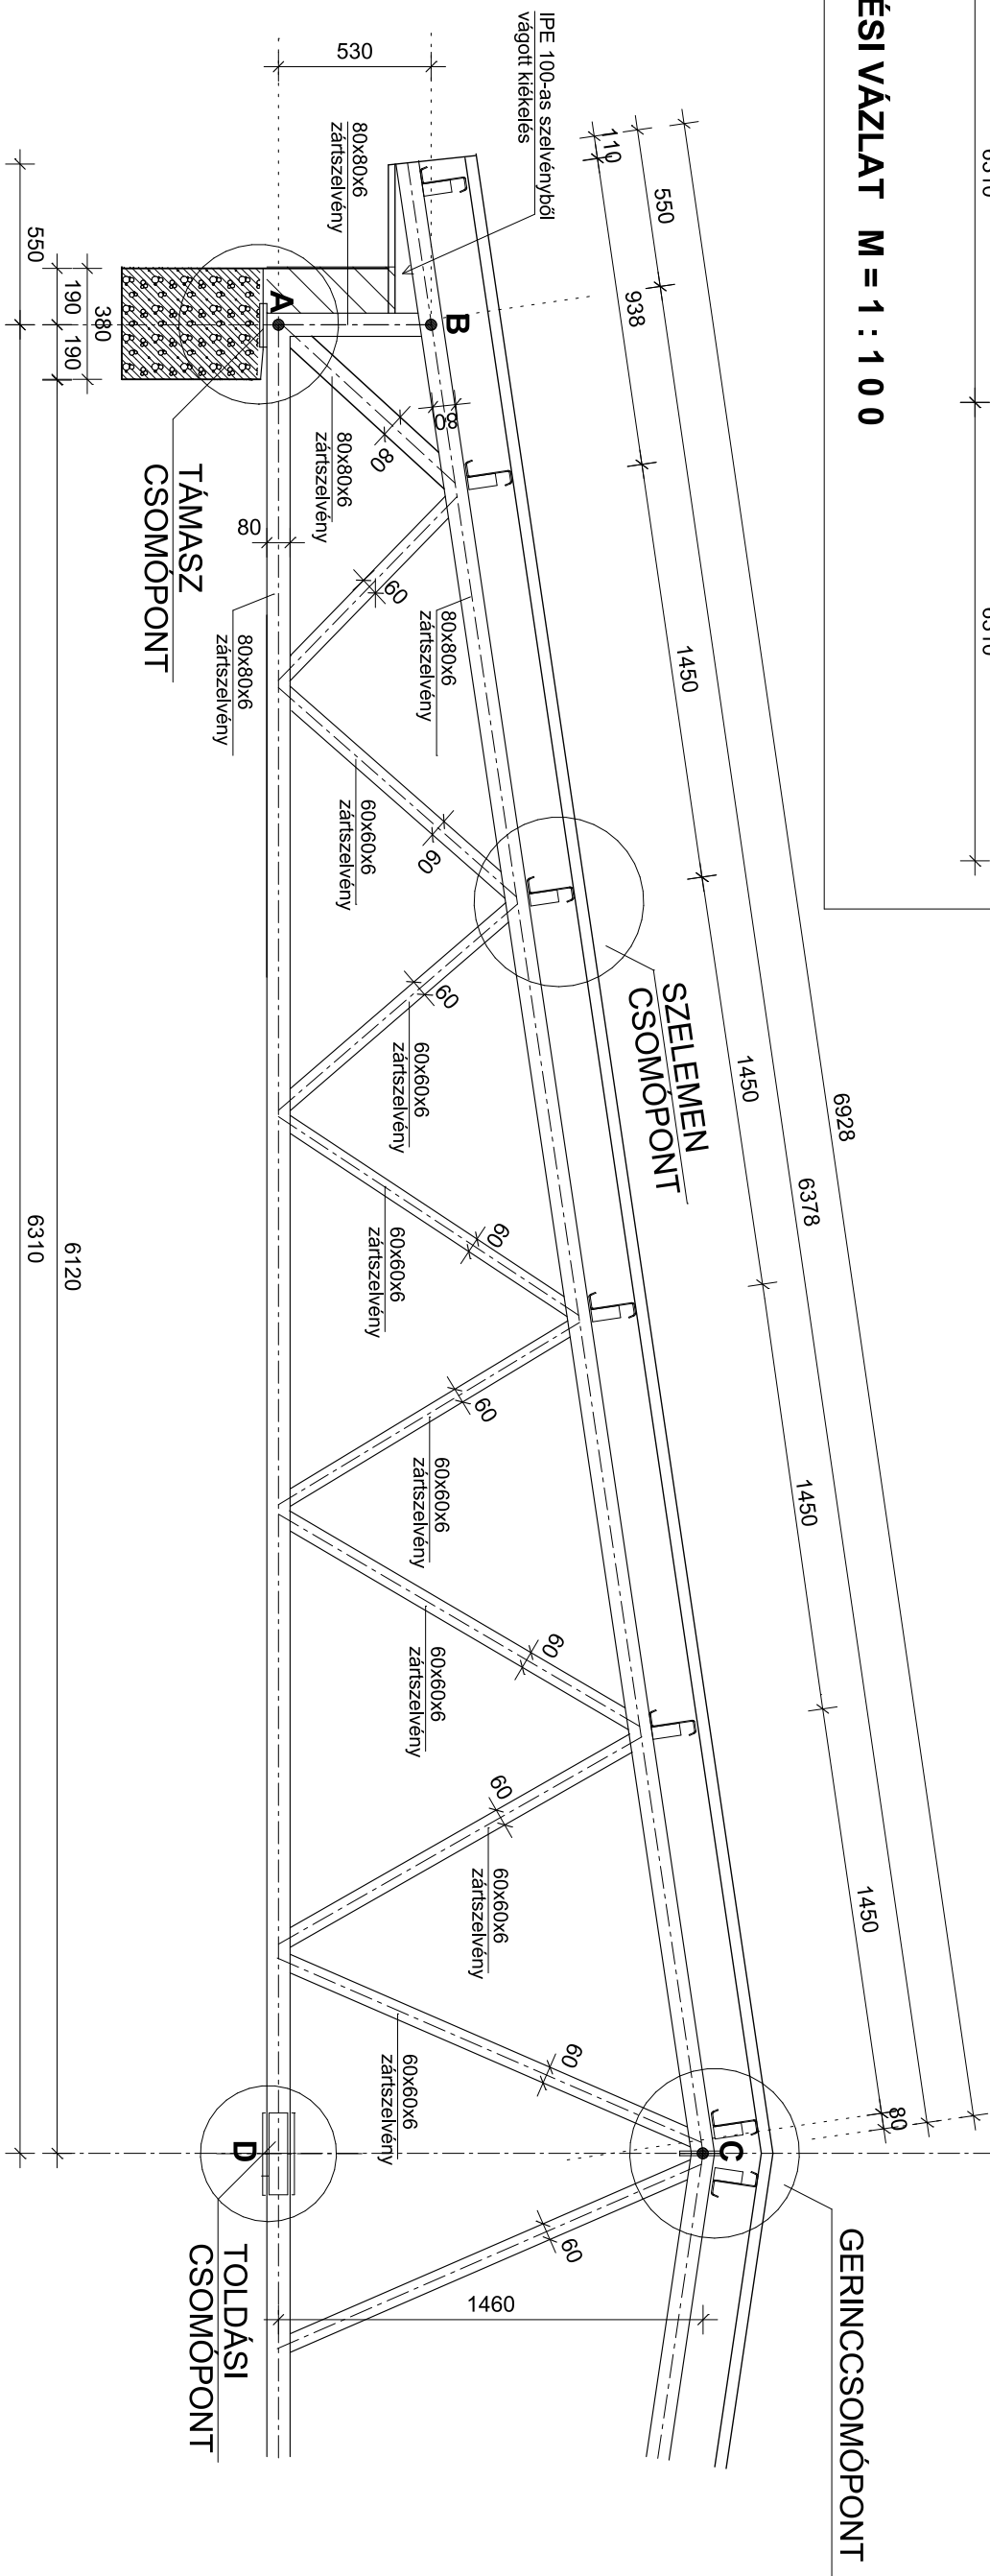 ÉSI VÁZLAT M = 1 : 1 0 0
6310
6310
IPE 100-as szelvényből
vágott kiékelés
530
80x80x6
zártszelvény
110
550
938
1450
1450
1450
1450
80
6378
6928
A
B
80
80
80x80x6
zártszelvény
80x80x6
zártszelvény
80
80x80x6
zártszelvény
TÁMASZ
CSOMÓPONT
60
60x60x6
zártszelvény
60
SZELEMEN
CSOMÓPONT
60
60x60x6
zártszelvény
60
60x60x6
zártszelvény
60
60x60x6
zártszelvény
60
60x60x6
zártszelvény
60
60x60x6
zártszelvény
60
60x60x6
zártszelvény
C
D
60
1460
GERINCCSOMÓPONT
TOLDÁSI
CSOMÓPONT
380
190
190
550
6120
6310